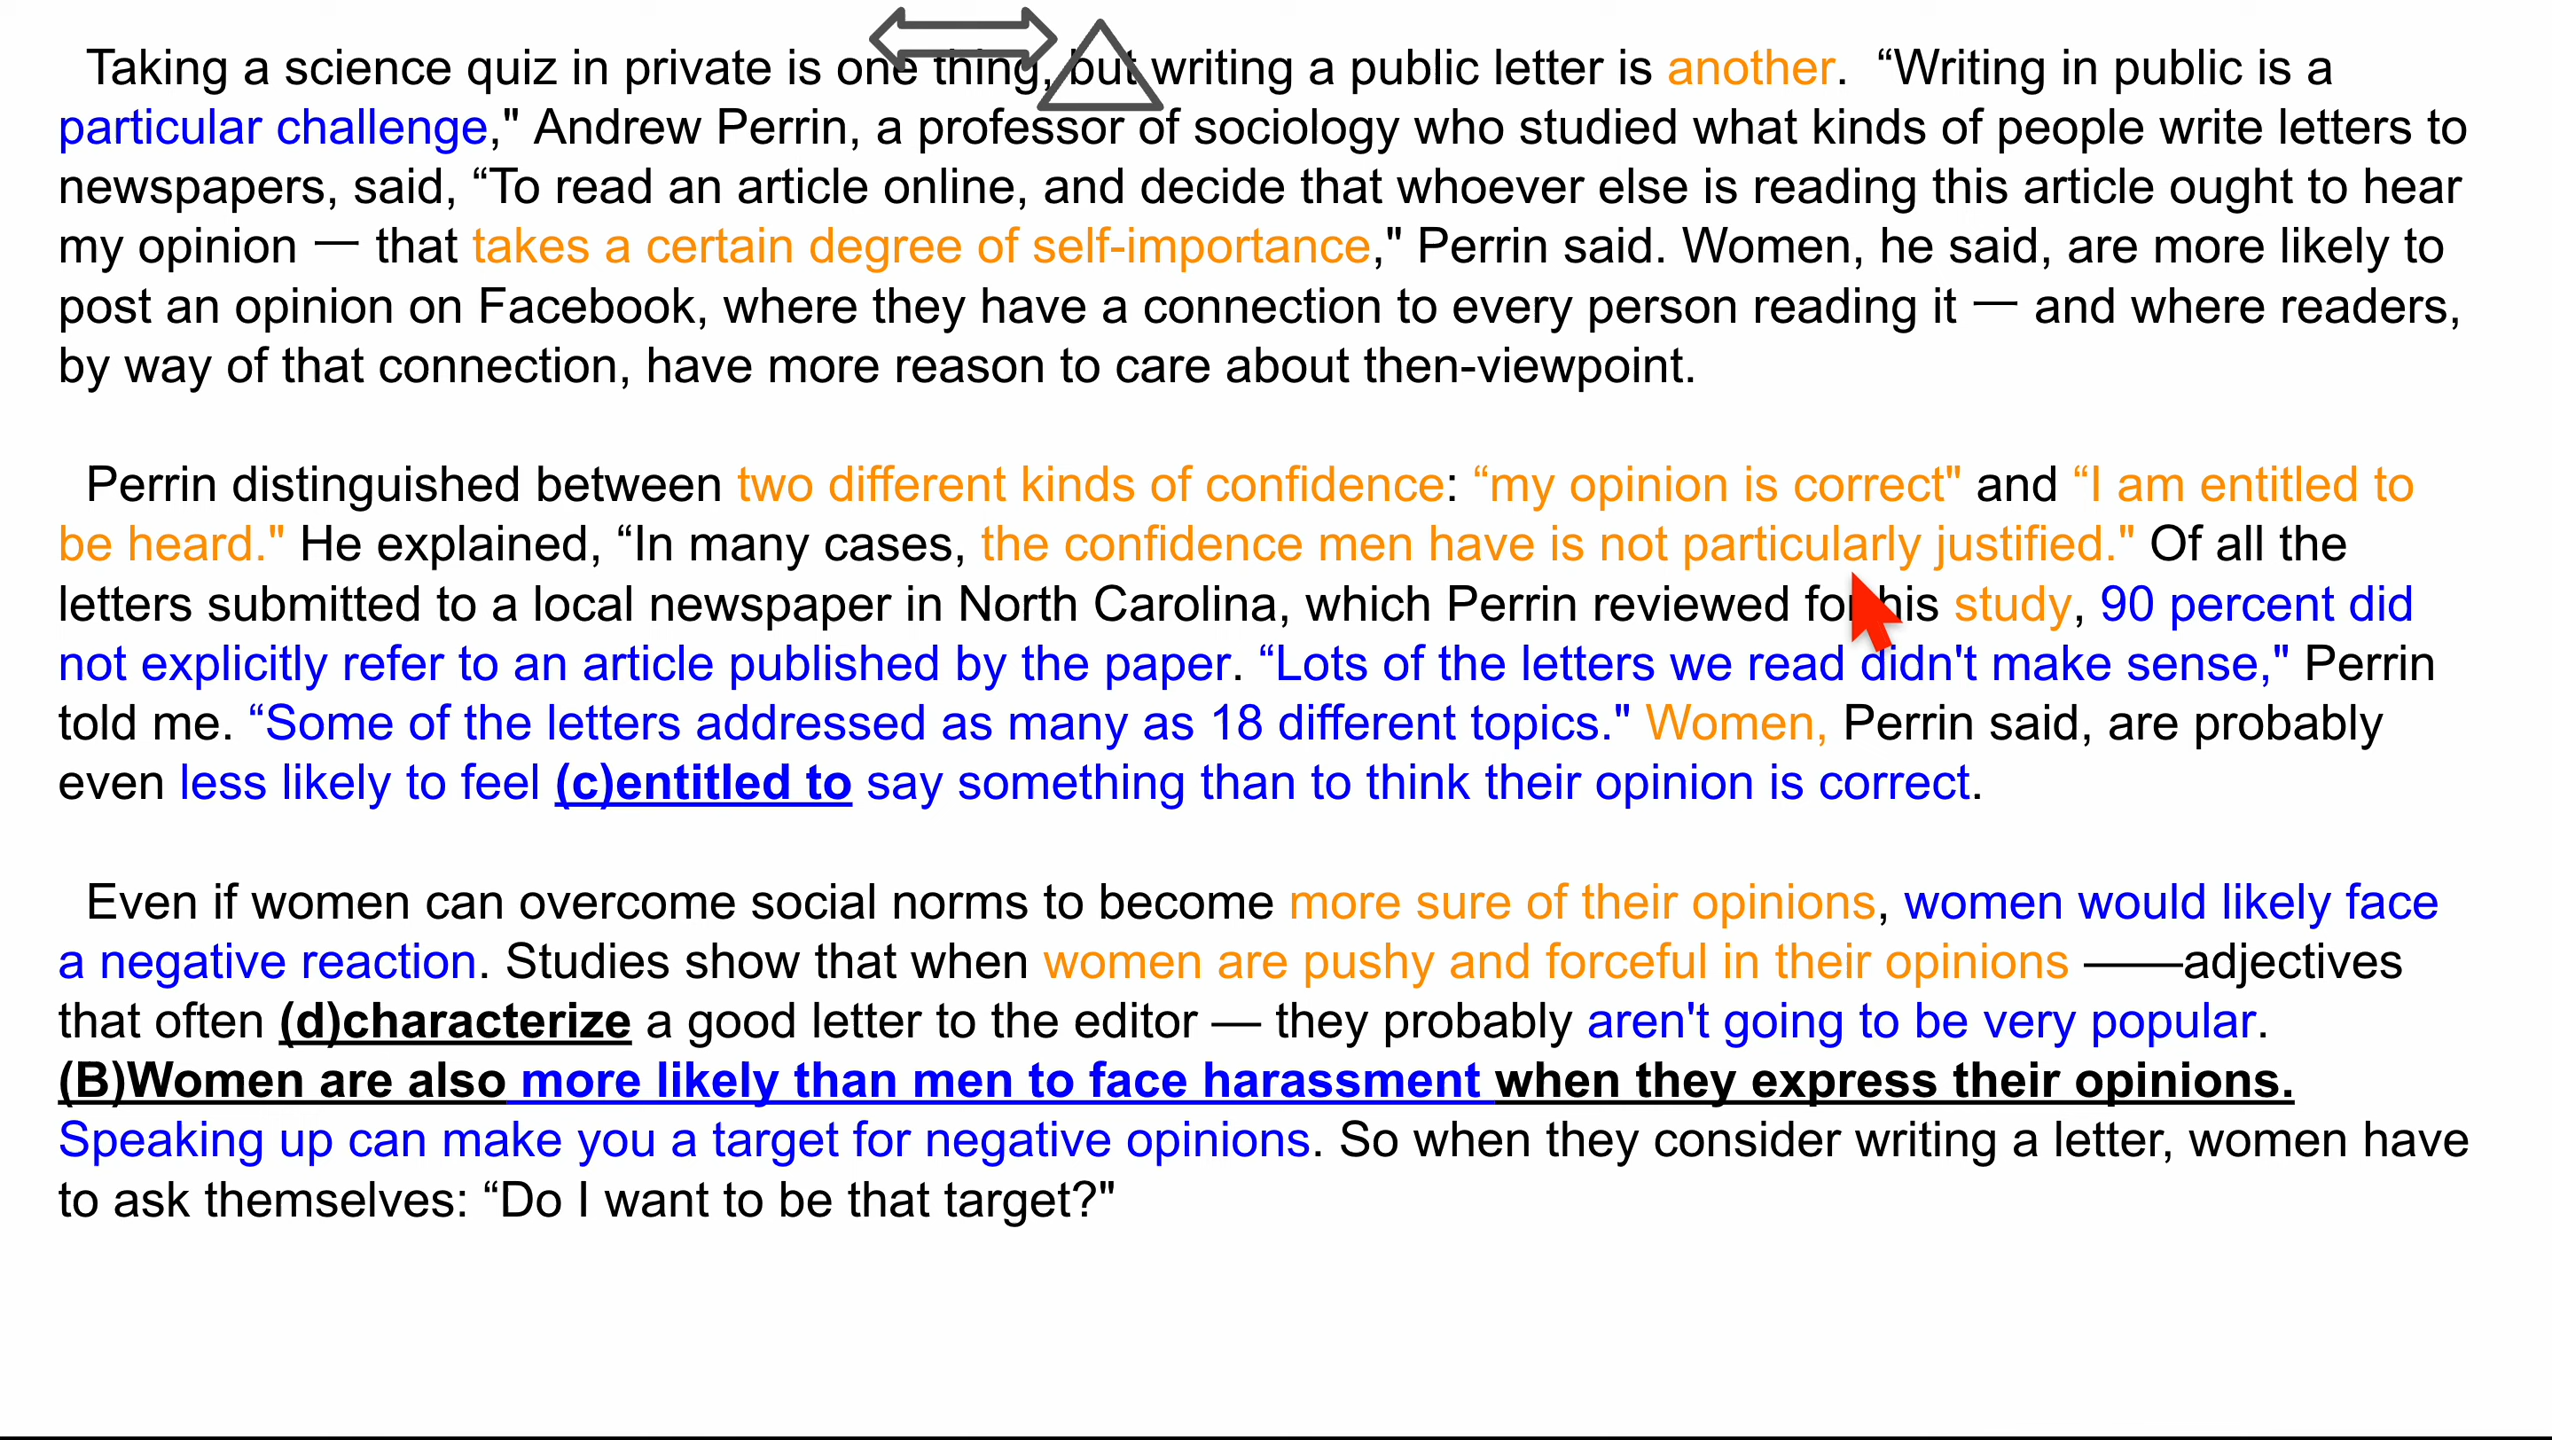 Taking a science quiz in private is one thing, but writing a public letter is another. “Writing in public is a
particular challenge," Andrew Perrin, a professor of sociology who studied what kinds of people write letters to
newspapers, said, “To read an article online, and decide that whoever else is reading this article ought to hear
my opinion — that takes a certain degree of self-importance," Perrin said. Women, he said, are more likely to
post an opinion on Facebook, where they have a connection to every person reading it — and where readers,
by way of that connection, have more reason to care about then-viewpoint.
Perrin distinguished between two different kinds of confidence: “my opinion is correct" and “I am entitled to
be heard." He explained, “In many cases, the confidence men have is not particularly justified." Of all the
letters submitted to a local newspaper in North Carolina, which Perrin reviewed for his study, 90 percent did
not explicitly refer to an article published by the paper. “Lots of the letters we read didn't make sense," Perrin
told me. “Some of the letters addressed as many as 18 different topics." Women, Perrin said, are probably
even less likely to feel (c)entitled to say something than to think their opinion is correct.
Even if women can overcome social norms to become more sure of their opinions, women would likely face
a negative reaction. Studies show that when women are pushy and forceful in their opinions ——adjectives
that often (d)characterize a good letter to the editor — they probably aren't going to be very popular.
(B)Women are also more likely than men to face harassment when they express their opinions.
Speaking up can make you a target for negative opinions. So when they consider writing a letter, women have
to ask themselves: “Do I want to be that target?"